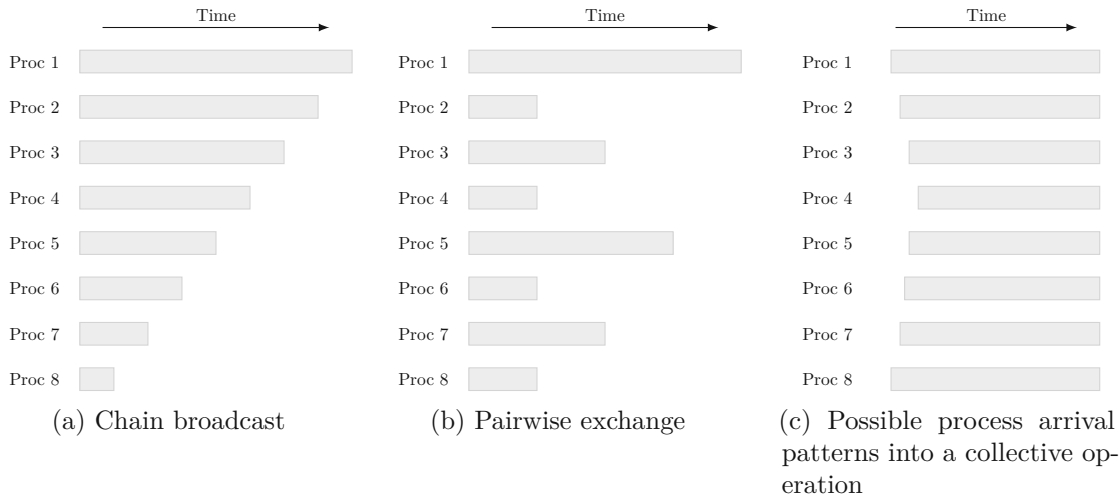 Time
Proc 1
Proc 2
Proc 3
Proc 4
Proc 5
Proc 6
Proc 7
Proc 8
(a) Chain broadcast
Time
Proc 1
Proc 2
Proc 3
Proc 4
Proc 5
Proc 6
Proc 7
Proc 8
(b) Pairwise exchange
Time
Proc 1
Proc 2
Proc 3
Proc 4
Proc 5
Proc 6
Proc 7
Proc 8
(c) Possible process arrival
patterns into a collective op-
eration